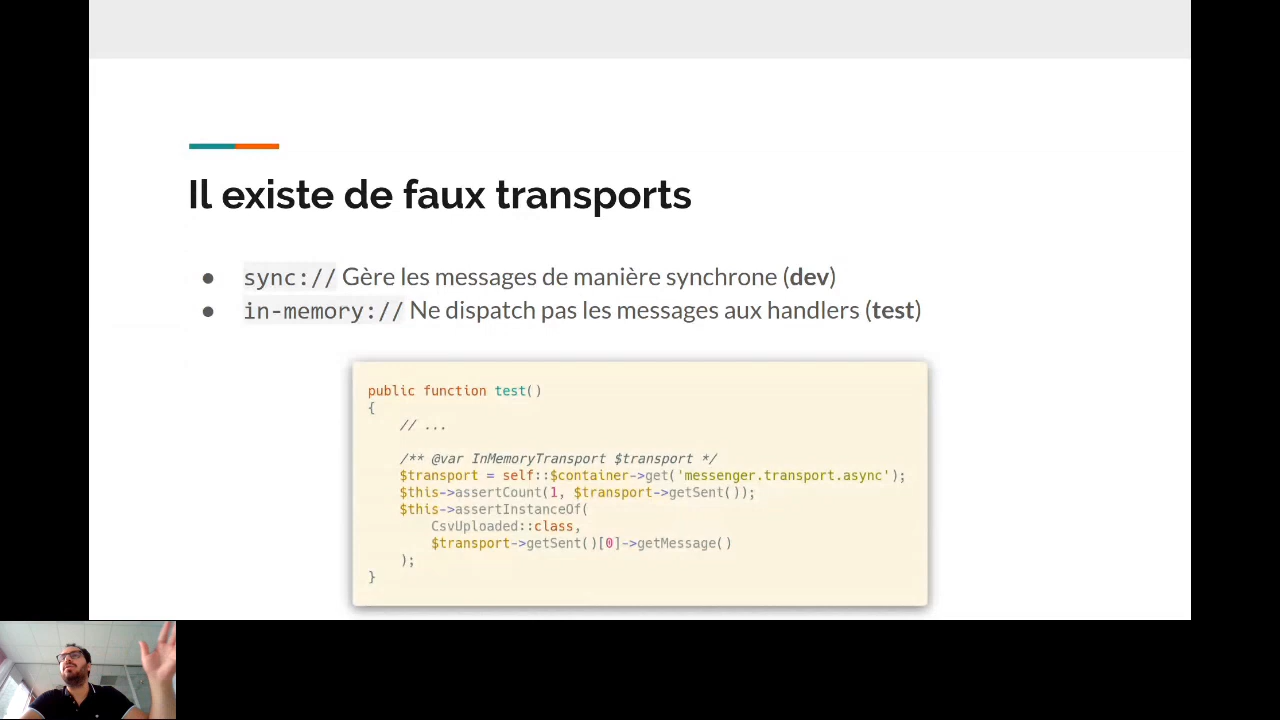 Il existe de faux transports
● sync:// Gère les messages de manière synchrone (dev)
● in-memory:// Ne dispatch pas les messages aux handlers (test)
public function test()
{
    // ...
    /** @var InMemoryTransport $transport */
    $transport = self::$container->get('messenger.transport.async');
    $this->assertCount(1, $transport->getSent());
    $this->assertInstanceOf(
        CsvUploaded::class,
        $transport->getSent()[0]->getMessage()
    );
}